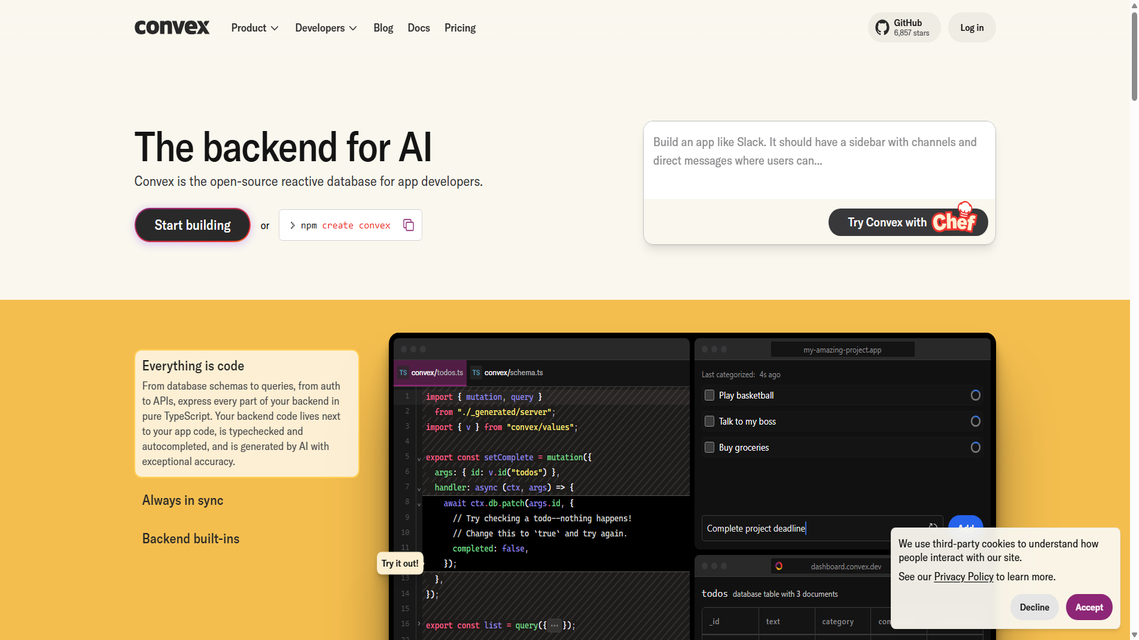 convex
Product
Developers
Blog
Docs
Pricing
GitHub
6,857 stars
Log in
The backend for AI
Convex is the open-source reactive database for app developers.
Start building
or
npm create convex
Build an app like Slack. It should have a sidebar with channels and
direct messages where users can...
Try Convex with Chef
Everything is code
From database schemas to queries, from auth
to APIs, express every part of your backend in
pure TypeScript. Your backend code lives next
to your app code, is typechecked and
autocompleted, and is generated by AI with
exceptional accuracy.
Always in sync
Backend built-ins
TS convex/todos.ts
TS convex/schema.ts
1 import { mutation, query }
2 from "./_generated/server";
3 import { v } from "convex/values";
4
5 export const setComplete = mutation({
6 args: { id: v.id("todos") },
7 handler: async (ctx, args) => {
8 await ctx.db.patch(args.id, {
9 // Try checking a todo--nothing happens!
10 // Change this to `true` and try again.
11 completed: false,
12 });
13 },
14 });
15
16 export const list = query({ ... });
Try it out!
my-amazing-project.app
Last categorized: 4s ago
Play basketball
Talk to my boss
Buy groceries
Complete project deadline
Add
dashboard.convex.dev
todos database table with 3 documents
_id
text
category
We use third-party cookies to understand how
people interact with our site.
See our Privacy Policy to learn more.
Decline
Accept